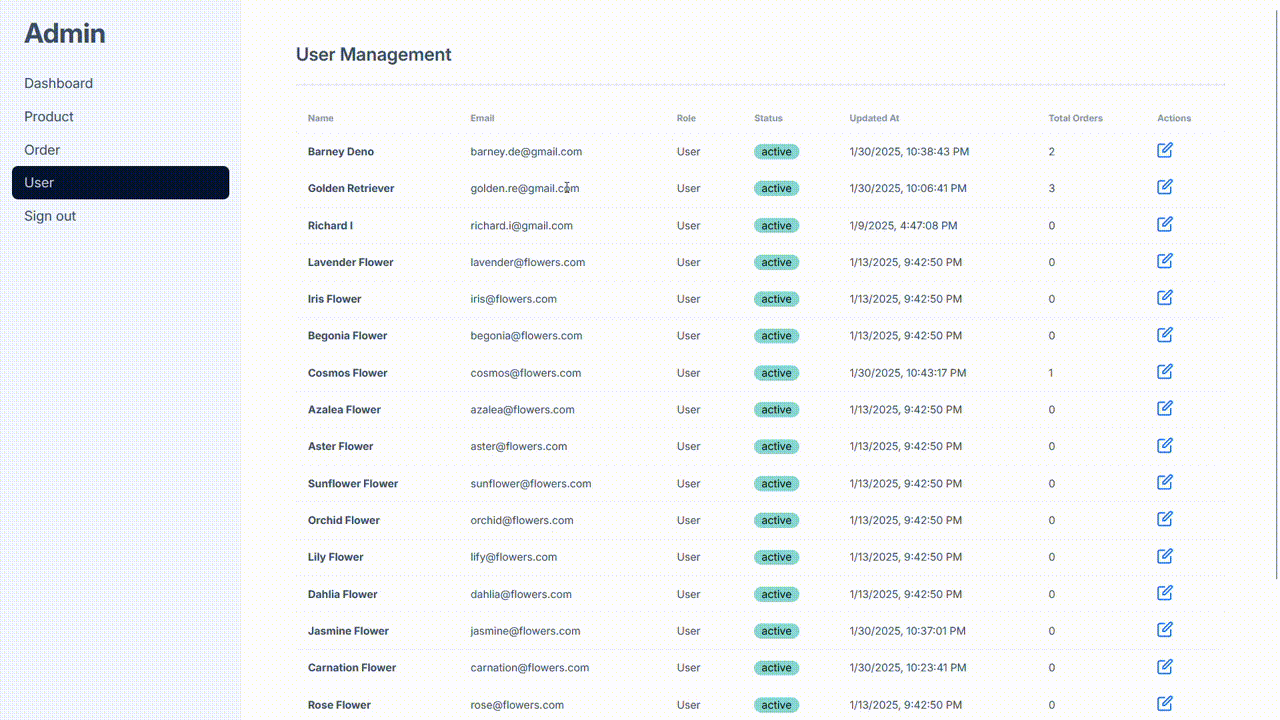 Admin
Dashboard
Product
Order
User
Sign out
User Management
Name Email Role Status Updated At Total Orders Actions
Barney Deno barney.de@gmail.com User active 1/30/2025, 10:38:43 PM 2
Golden Retriever golden.re@gmail.com User active 1/30/2025, 10:06:41 PM 3
Richard I richard.i@gmail.com User active 1/9/2025, 4:47:08 PM 0
Lavender Flower lavender@flowers.com User active 1/13/2025, 9:42:50 PM 0
Iris Flower iris@flowers.com User active 1/13/2025, 9:42:50 PM 0
Begonia Flower begonia@flowers.com User active 1/13/2025, 9:42:50 PM 0
Cosmos Flower cosmos@flowers.com User active 1/30/2025, 10:43:17 PM 1
Azalea Flower azalea@flowers.com User active 1/13/2025, 9:42:50 PM 0
Aster Flower aster@flowers.com User active 1/13/2025, 9:42:50 PM 0
Sunflower Flower sunflower@flowers.com User active 1/13/2025, 9:42:50 PM 0
Orchid Flower orchid@flowers.com User active 1/13/2025, 9:42:50 PM 0
Lily Flower lify@flowers.com User active 1/13/2025, 9:42:50 PM 0
Dahlia Flower dahlia@flowers.com User active 1/13/2025, 9:42:50 PM 0
Jasmine Flower jasmine@flowers.com User active 1/30/2025, 10:37:01 PM 0
Carnation Flower carnation@flowers.com User active 1/30/2025, 10:23:41 PM 0
Rose Flower rose@flowers.com User active 1/13/2025, 9:42:50 PM 0